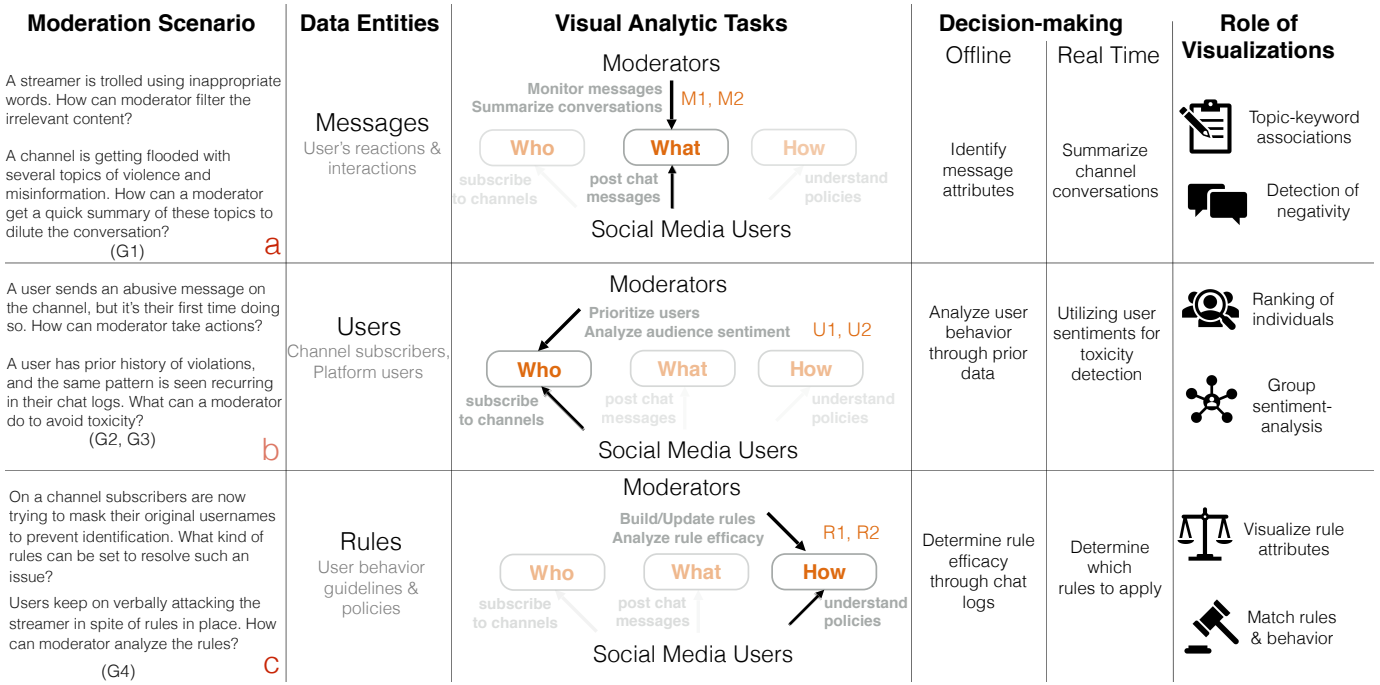 Moderation Scenario
Data Entities
Visual Analytic Tasks
Decision-making
Offline
Real Time
Role of
Visualizations
A streamer is trolled using inappropriate
words. How can moderator filter the
irrelevant content?
A channel is getting flooded with
several topics of violence and
misinformation. How can a moderator
get a quick summary of these topics to
dilute the conversation?
(G1)
a
Messages
User's reactions &
interactions
Moderators
Monitor messages
Summarize conversations
M1, M2
Who
What
How
subscribe
to channels
post chat
messages
understand
policies
Social Media Users
Identify
message
attributes
Summarize
channel
conversations
Topic-keyword
associations
Detection of
negativity
A user sends an abusive message on
the channel, but it's their first time doing
so. How can moderator take actions?
A user has prior history of violations,
and the same pattern is seen recurring
in their chat logs. What can a moderator
do to avoid toxicity?
(G2, G3)
b
Users
Channel subscribers,
Platform users
Moderators
Prioritize users
Analyze audience sentiment
U1, U2
Who
What
How
subscribe
to channels
post chat
messages
understand
policies
Social Media Users
Analyze user
behavior
through prior
data
Utilizing user
sentiments for
toxicity
detection
Ranking of
individuals
Group
sentiment-
analysis
On a channel subscribers are now
trying to mask their original usernames
to prevent identification. What kind of
rules can be set to resolve such an
issue?
Users keep on verbally attacking the
streamer in spite of rules in place. How
can moderator analyze the rules?
(G4)
c
Rules
User behavior
guidelines &
policies
Moderators
Build/Update rules
Analyze rule efficacy
R1, R2
Who
What
How
subscribe
to channels
post chat
messages
understand
policies
Social Media Users
Determine rule
efficacy
through chat
logs
Determine
which
rules to apply
Visualize rule
attributes
Match rules
& behavior